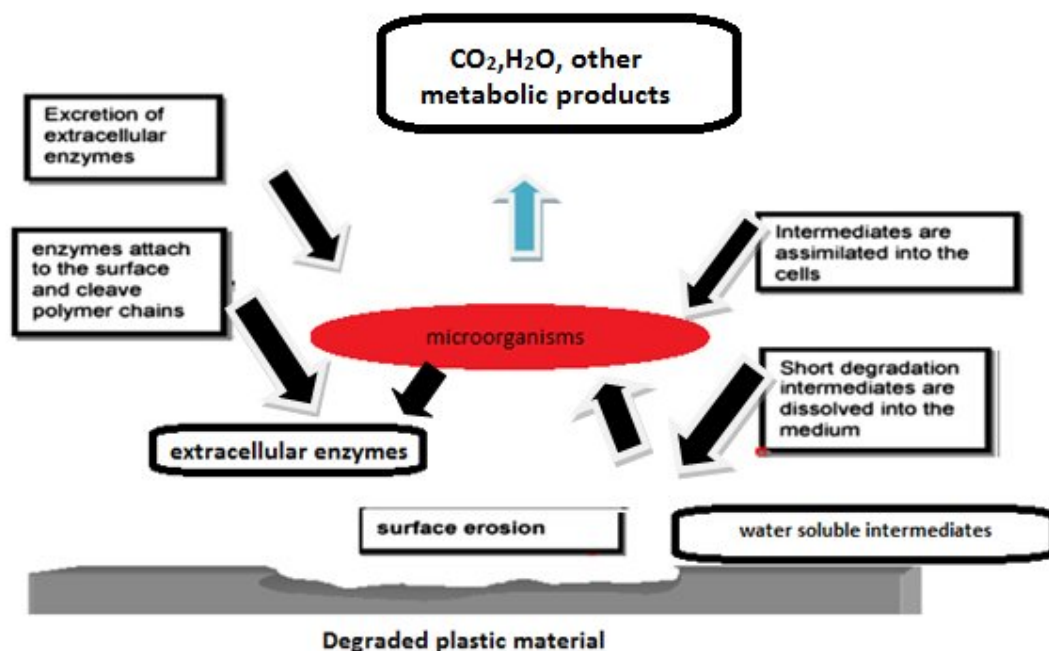 CO₂,H₂O, other
metabolic products
Excretion of
extracellular
enzymes
enzymes attach
to the surface
and cleave
polymer chains
Intermediates are
assimilated into the
cells
microorganisms
Short degradation
intermediates are
dissolved into the
medium
extracellular enzymes
surface erosion
water soluble intermediates
Degraded plastic material